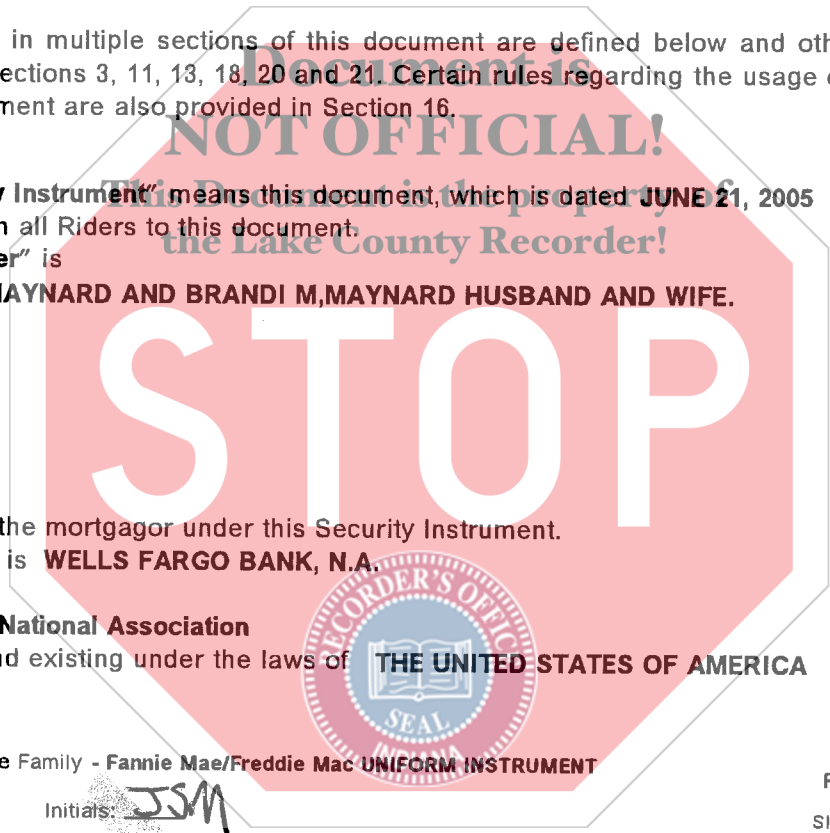 in multiple sections of this document are defined below and oth
ections 3, 11, 13, 18, 20 and 21. Certain rules regarding the usage
ment are also provided in Section 16.
Document is
NOT OFFICIAL!
This Document is the property of
the Lake County Recorder!
Instrument" means this document, which is dated JUNE 21, 2005
all Riders to this document.
er" is
MAYNARD AND BRANDI M,MAYNARD HUSBAND AND WIFE.
STOP
the mortgagor under this Security Instrument.
is WELLS FARGO BANK, N.A.
National Association
d existing under the laws of THE UNITED STATES OF AMERICA
RECORDER'S OFFICE
SEAL
INDIANA
e Family - Fannie Mae/Freddie Mac UNIFORM INSTRUMENT
Initials: JSM